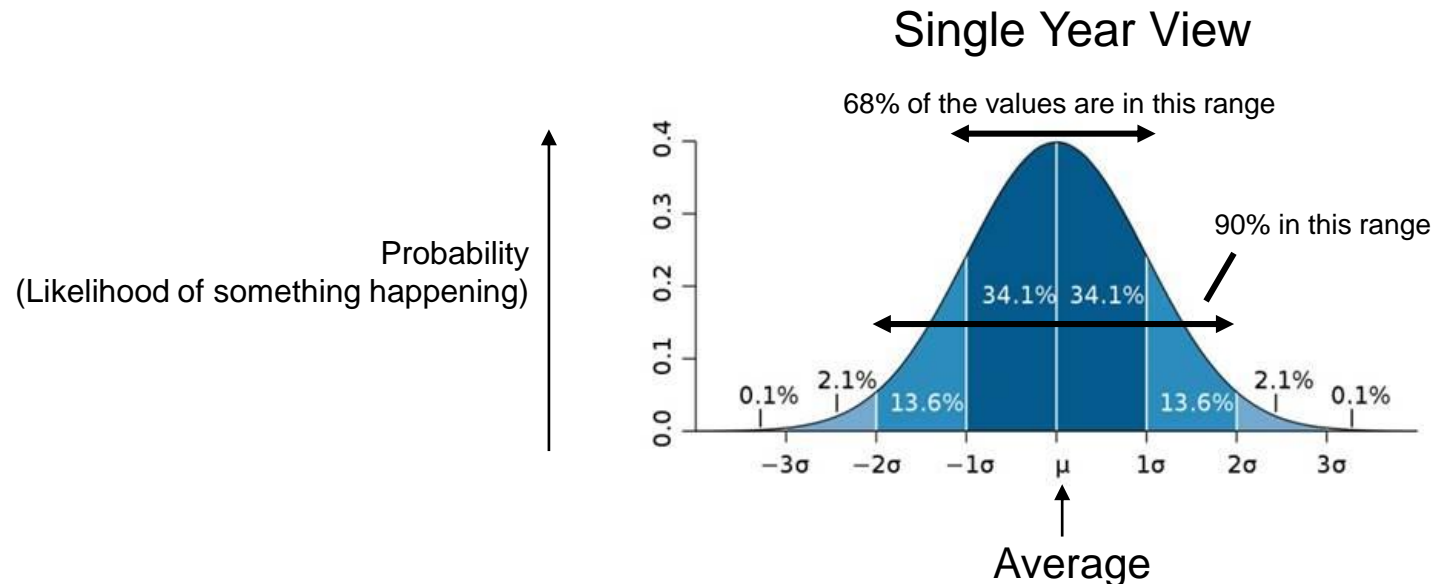 Single Year View
68% of the values are in this range
90% in this range
Probability
(Likelihood of something happening)
0.4
0.3
0.2
0.1
0.0
34.1% 34.1%
0.1% 2.1% 13.6% 13.6% 2.1% 0.1%
−3σ −2σ −1σ μ 1σ 2σ 3σ
Average